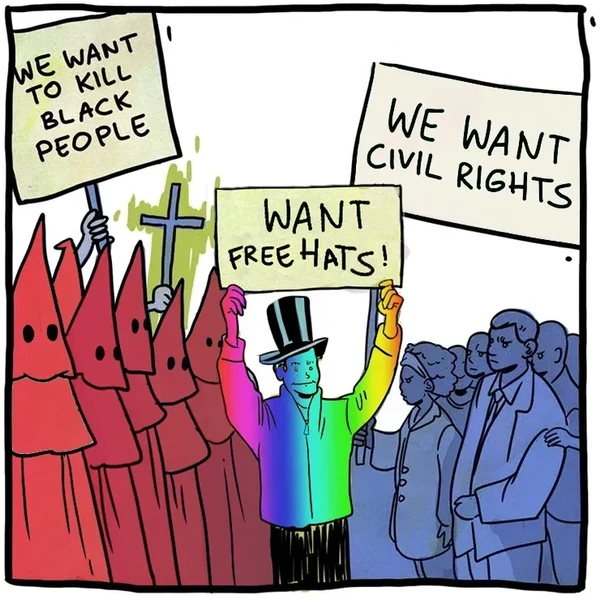 WE WANT
TO KILL
BLACK
PEOPLE
WE WANT
CIVIL RIGHTS
WANT
FREE HATS!